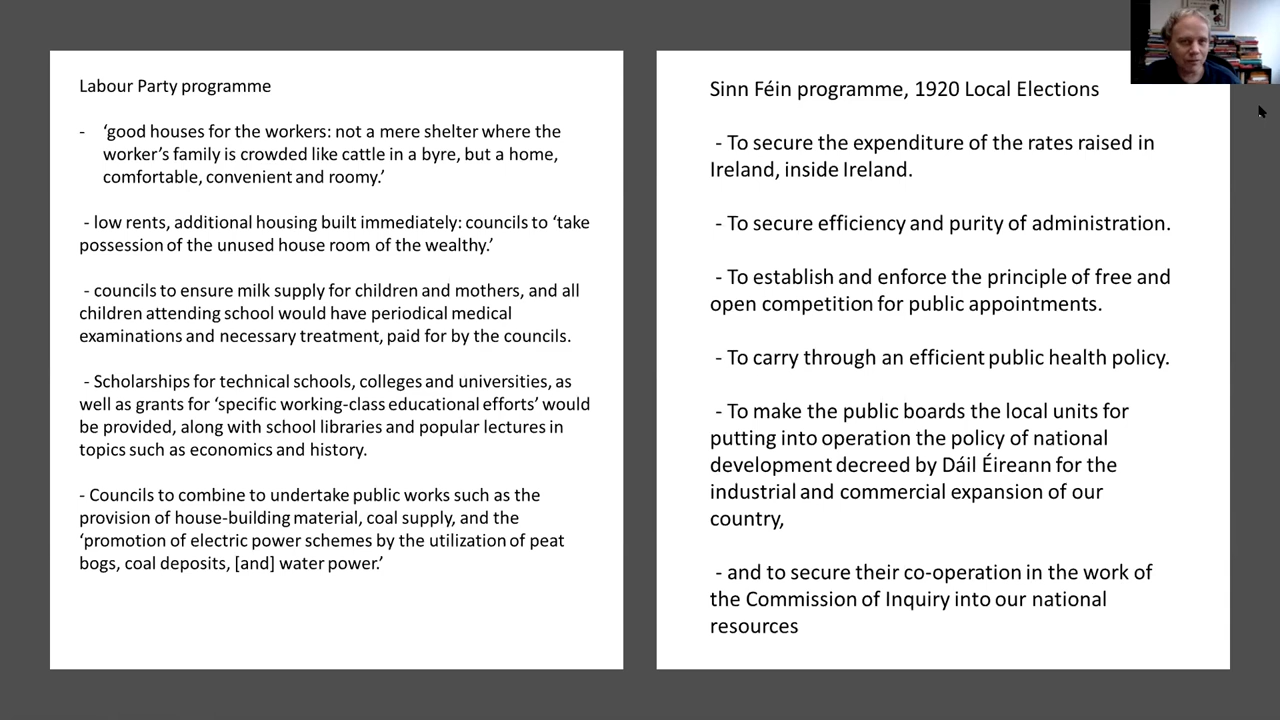 Labour Party programme
- ‘good houses for the workers: not a mere shelter where the
worker’s family is crowded like cattle in a byre, but a home,
comfortable, convenient and roomy.’
- low rents, additional housing built immediately: councils to ‘take
possession of the unused house room of the wealthy.’
- councils to ensure milk supply for children and mothers, and all
children attending school would have periodical medical
examinations and necessary treatment, paid for by the councils.
- Scholarships for technical schools, colleges and universities, as
well as grants for ‘specific working-class educational efforts’ would
be provided, along with school libraries and popular lectures in
topics such as economics and history.
- Councils to combine to undertake public works such as the
provision of house-building material, coal supply, and the
‘promotion of electric power schemes by the utilization of peat
bogs, coal deposits, [and] water power.’
Sinn Féin programme, 1920 Local Elections
- To secure the expenditure of the rates raised in
Ireland, inside Ireland.
- To secure efficiency and purity of administration.
- To establish and enforce the principle of free and
open competition for public appointments.
- To carry through an efficient public health policy.
- To make the public boards the local units for
putting into operation the policy of national
development decreed by Dáil Éireann for the
industrial and commercial expansion of our
country,
- and to secure their co-operation in the work of
the Commission of Inquiry into our national
resources